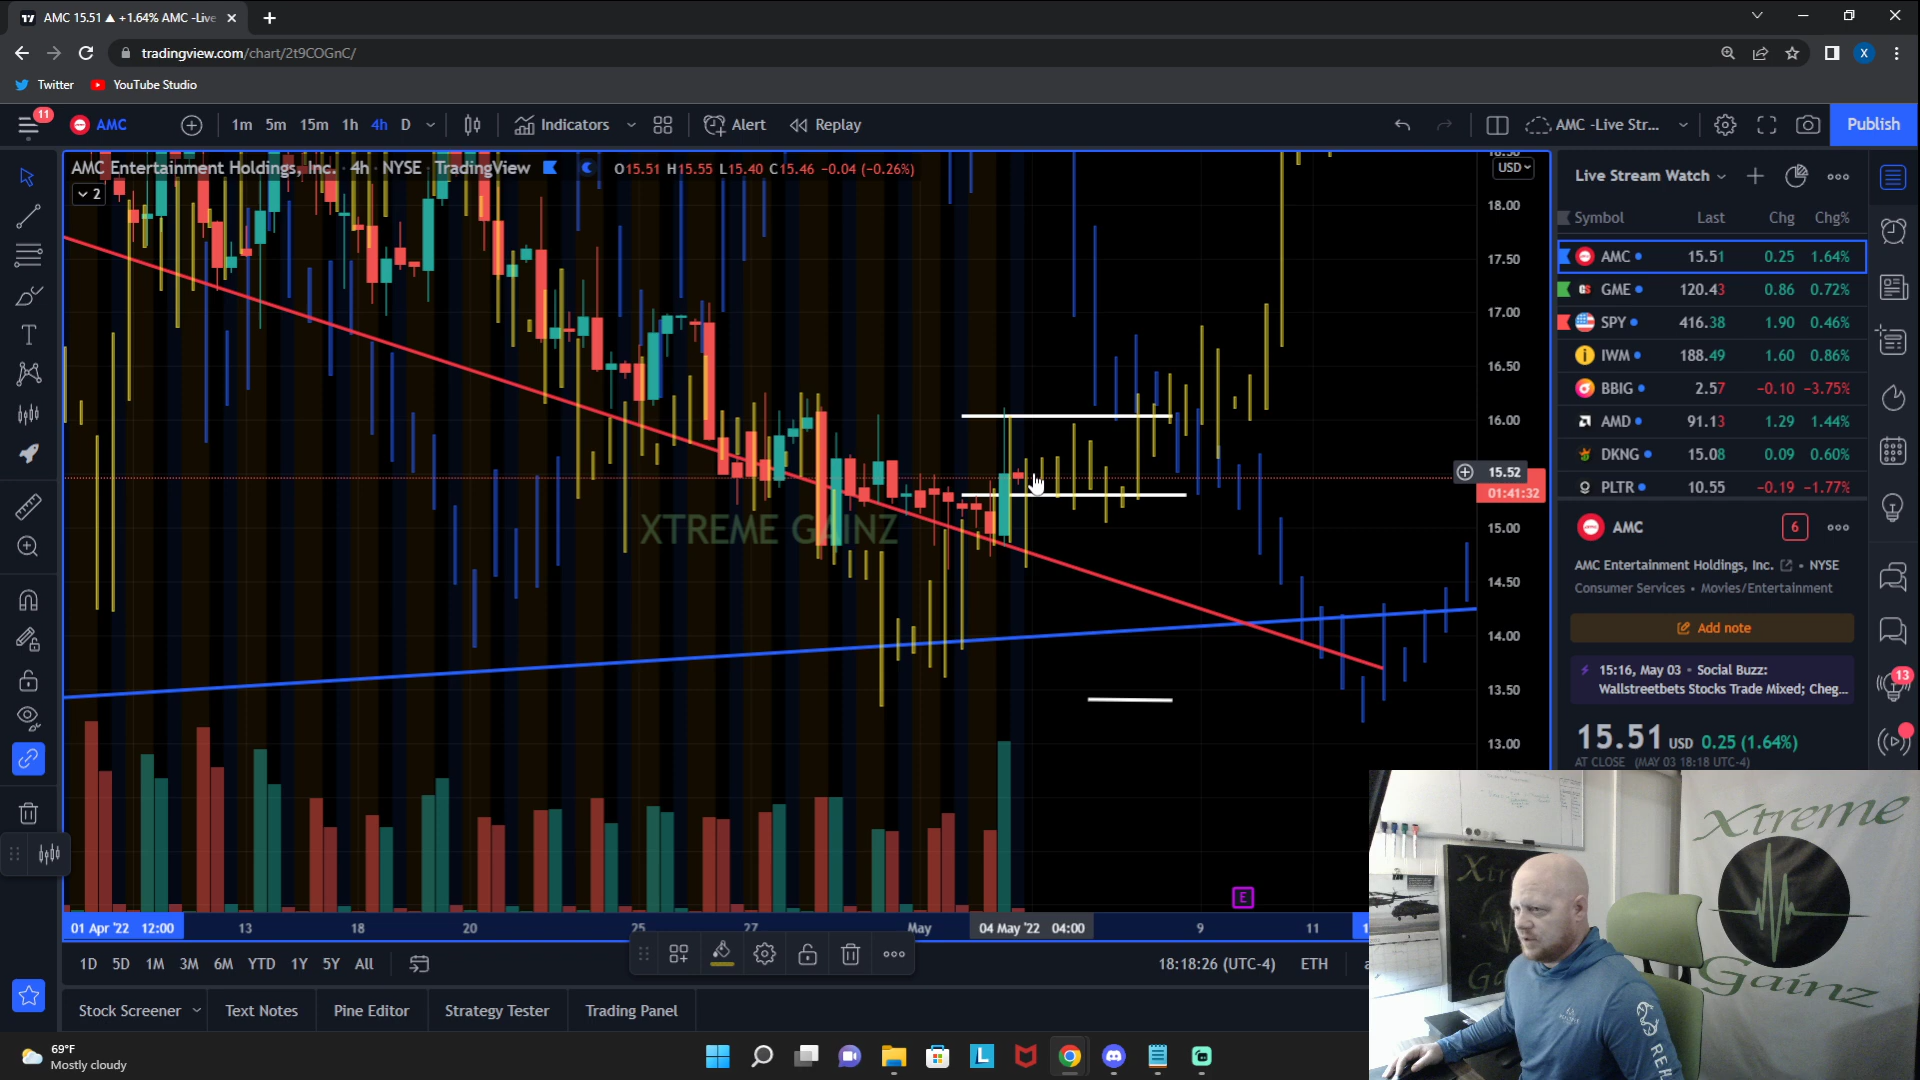 AMC 15.51 ▲ +1.64% AMC -Live
tradingview.com/chart/2t9COGnC/
X
Twitter
YouTube Studio
11
AMC
1m 5m 15m 1h 4h D
Indicators
Alert
Replay
AMC -Live Str...
Publish
AMC Entertainment Holdings, Inc. · 4h · NYSE · TradingView
O15.51 H15.55 L15.40 C15.46 -0.04 (-0.26%)
2
USD
18.00
17.50
17.00
16.50
16.00
15.52
01:41:32
15.00
14.50
14.00
13.50
13.00
XTREME GAINZ
E
01 Apr '22 12:00
13
18
20
25
27
May
04 May '22 04:00
9
11
1D 5D 1M 3M 6M YTD 1Y 5Y All
18:18:26 (UTC-4)
ETH
Stock Screener
Text Notes
Pine Editor
Strategy Tester
Trading Panel
Live Stream Watch
Symbol Last Chg Chg%
AMC 15.51 0.25 1.64%
GME 120.43 0.86 0.72%
SPY 416.38 1.90 0.46%
IWM 188.49 1.60 0.86%
BBIG 2.57 -0.10 -3.75%
AMD 91.13 1.29 1.44%
DKNG 15.08 0.09 0.60%
PLTR 10.55 -0.19 -1.77%
AMC
6
AMC Entertainment Holdings, Inc. • NYSE
Consumer Services • Movies/Entertainment
Add note
15:16, May 03 • Social Buzz:
Wallstreetbets Stocks Trade Mixed; Cheg...
13
15.51 USD 0.25 (1.64%)
AT CLOSE (MAY 03 18:18 UTC-4)
Xtreme
Gainz
69°F
Mostly cloudy
L